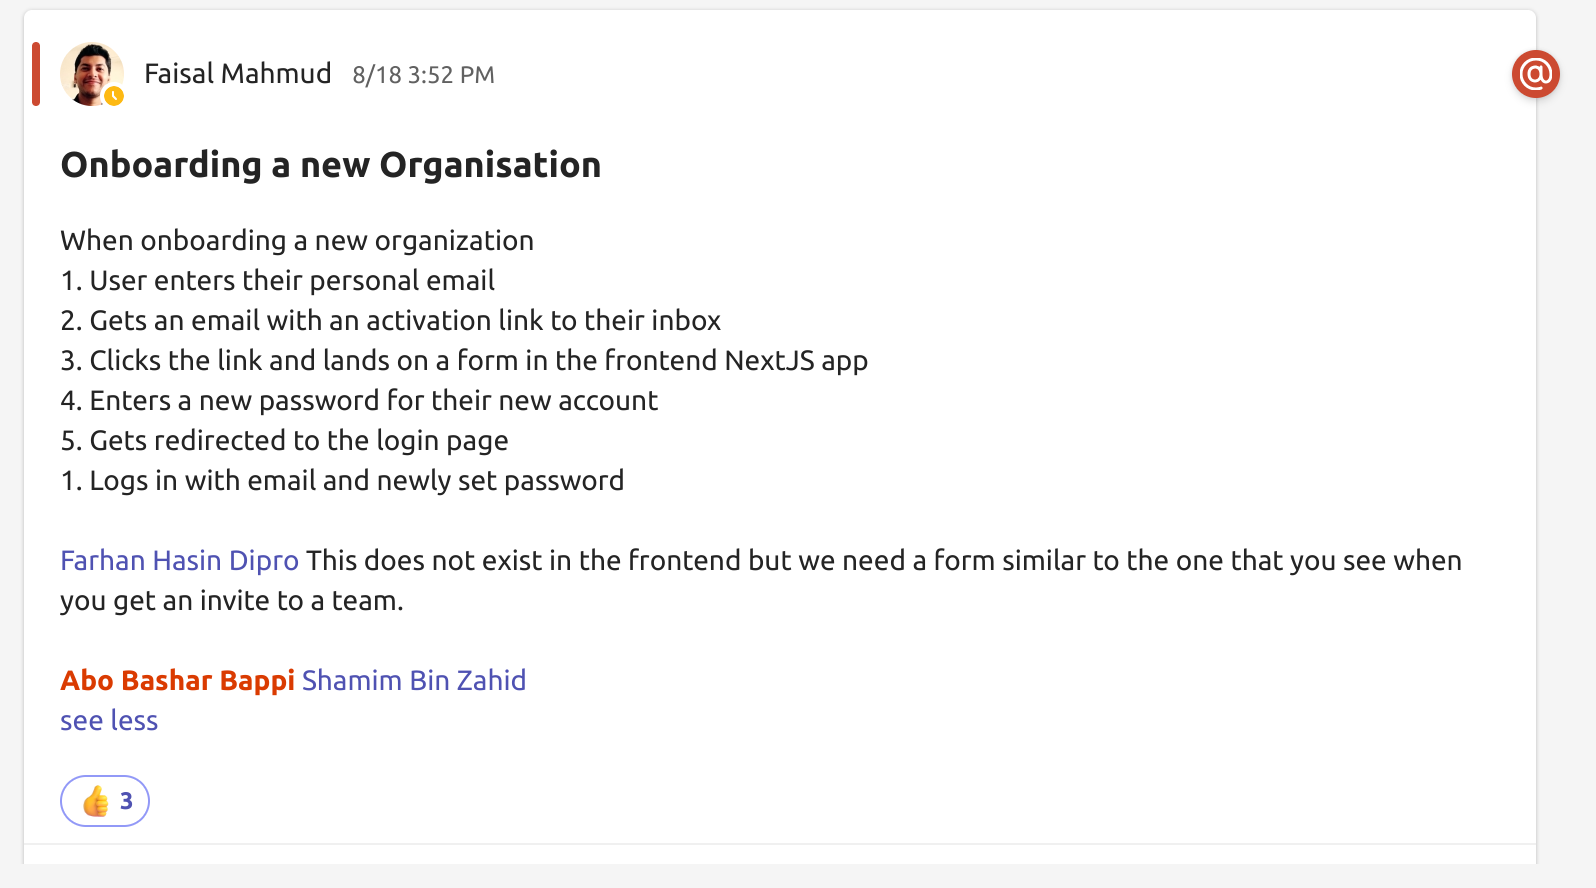 Faisal Mahmud 8/18 3:52 PM
@
Onboarding a new Organisation
When onboarding a new organization
1. User enters their personal email
2. Gets an email with an activation link to their inbox
3. Clicks the link and lands on a form in the frontend NextJS app
4. Enters a new password for their new account
5. Gets redirected to the login page
1. Logs in with email and newly set password
Farhan Hasin Dipro This does not exist in the frontend but we need a form similar to the one that you see when
you get an invite to a team.
Abo Bashar Bappi Shamim Bin Zahid
see less
👍 3